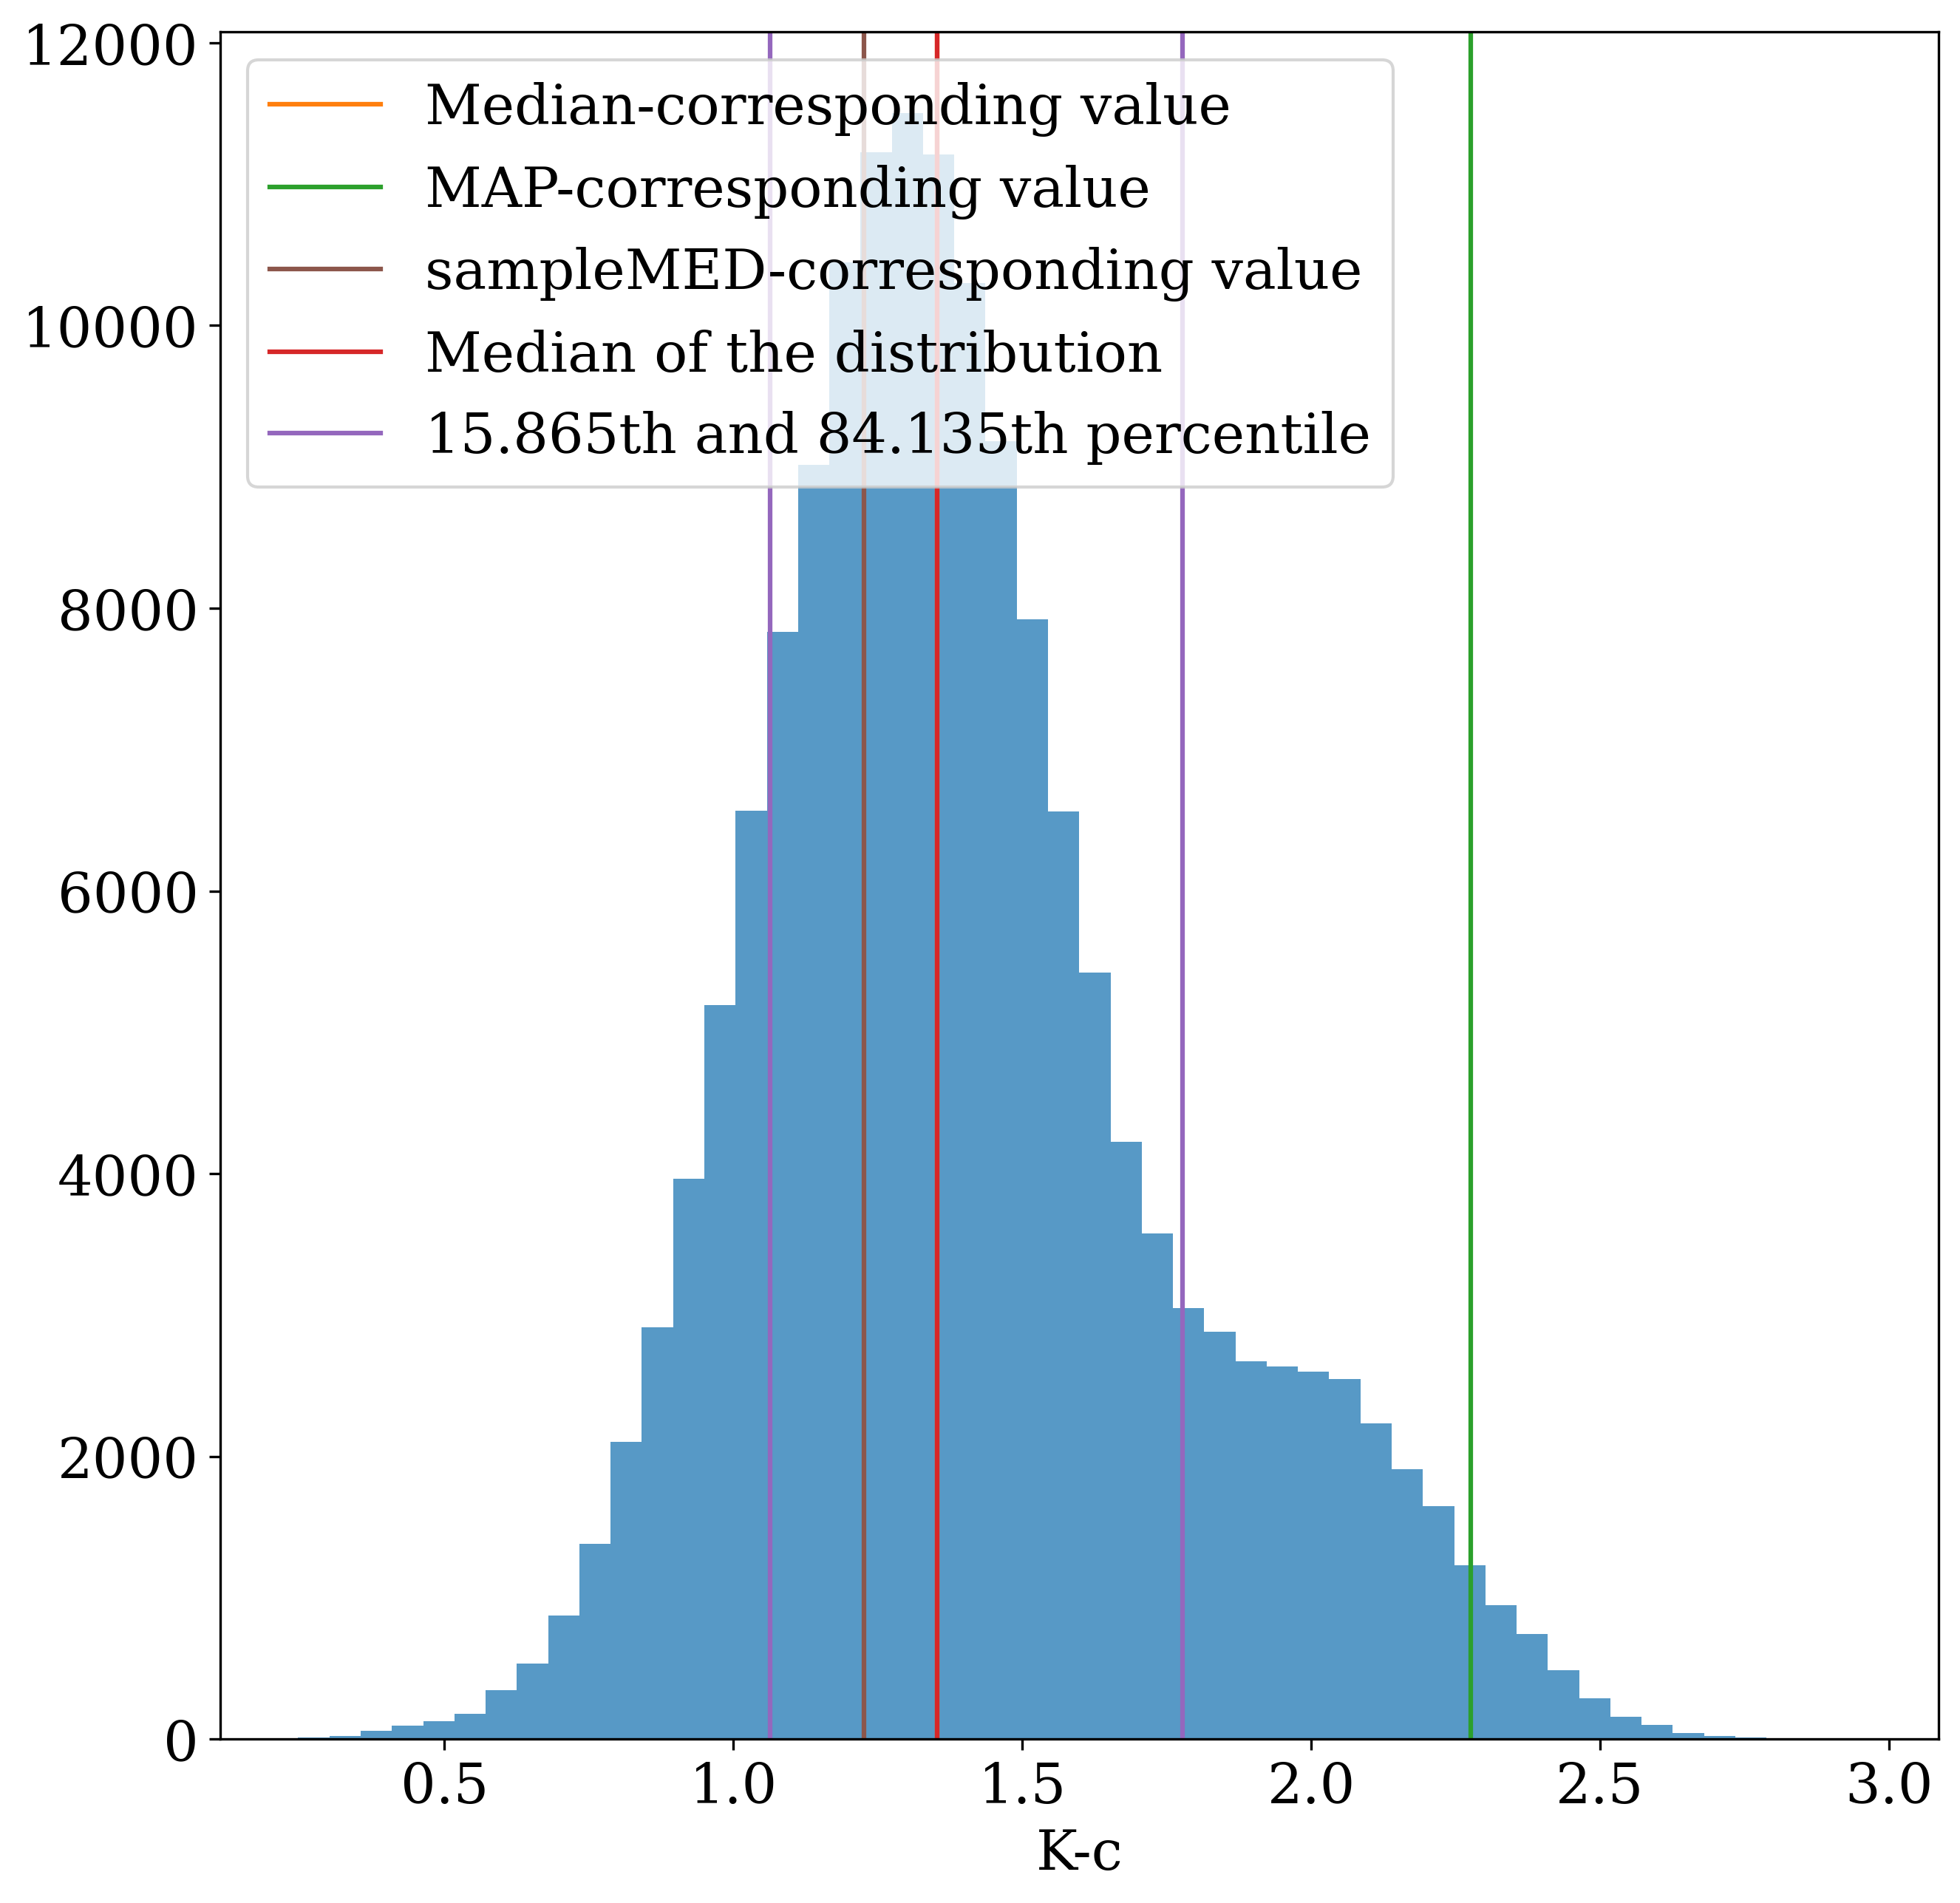 12000
10000
8000
6000
4000
2000
0
Median-corresponding value
MAP-corresponding value
sampleMED-corresponding value
Median of the distribution
15.865th and 84.135th percentile
0.5 1.0 1.5 2.0 2.5 3.0
K-c